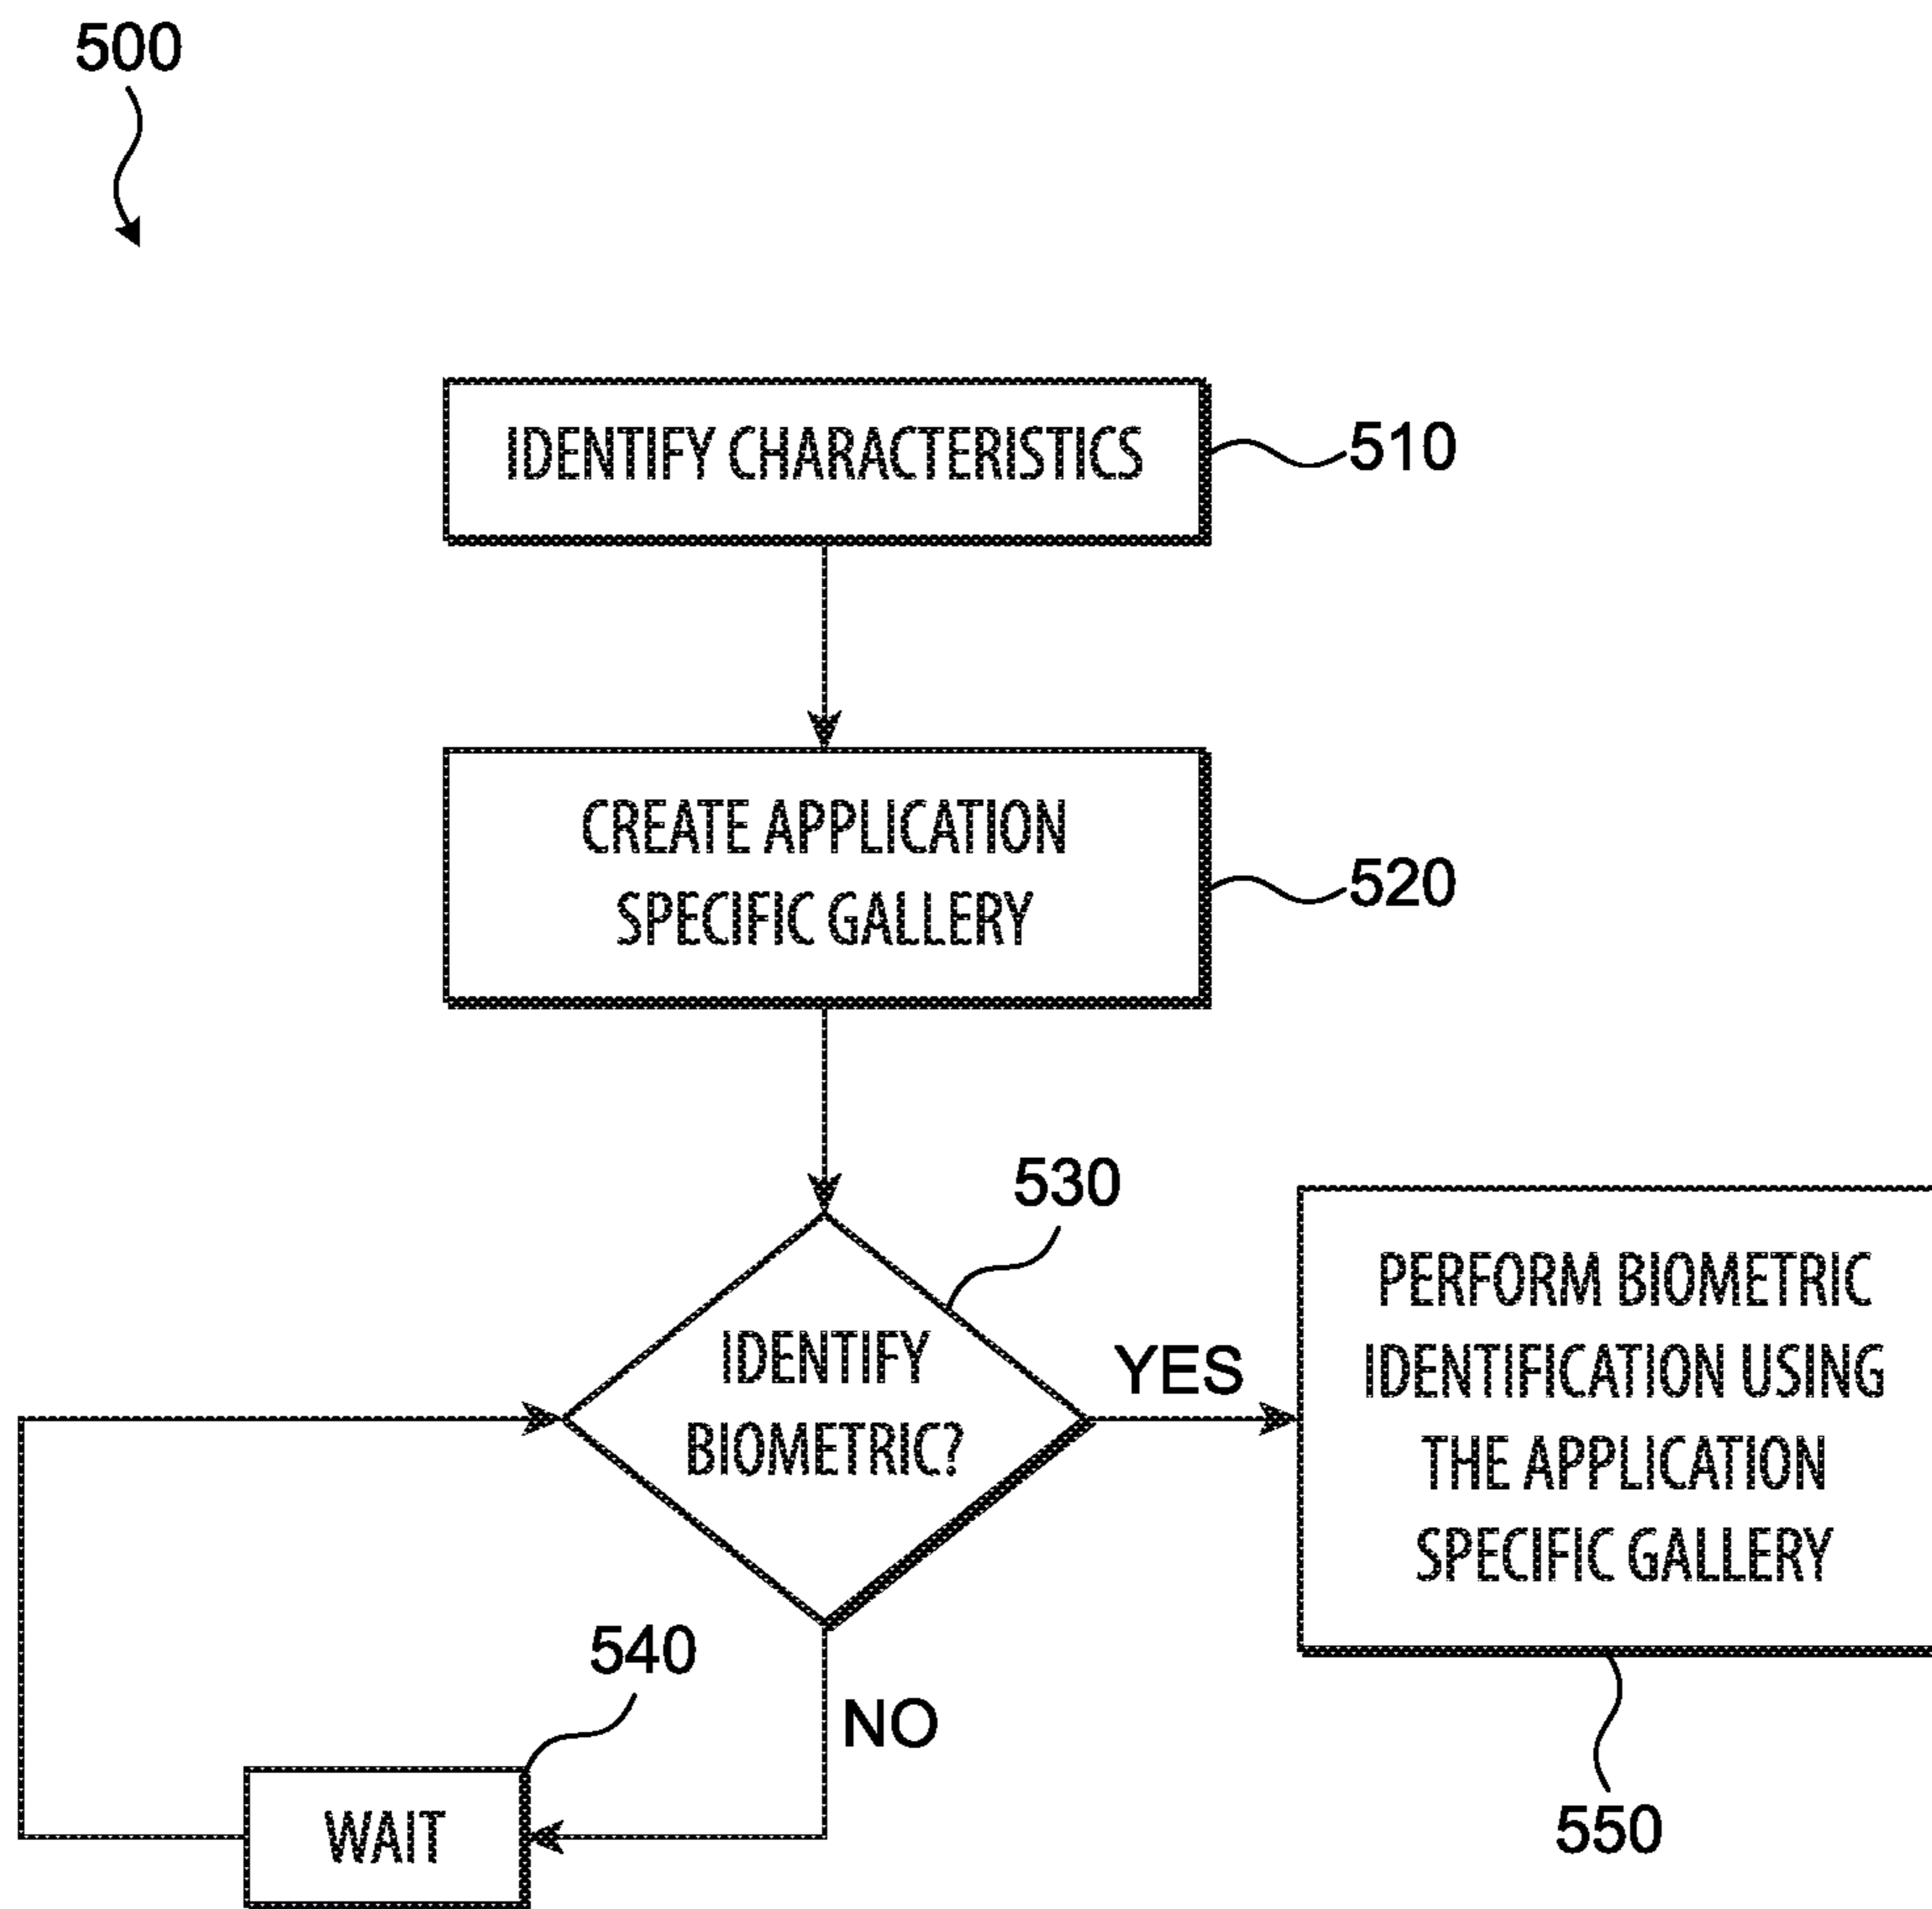 500
IDENTIFY CHARACTERISTICS
510
CREATE APPLICATION
SPECIFIC GALLERY
520
530
IDENTIFY
BIOMETRIC?
YES
PERFORM BIOMETRIC
IDENTIFICATION USING
THE APPLICATION
SPECIFIC GALLERY
540
NO
WAIT
550